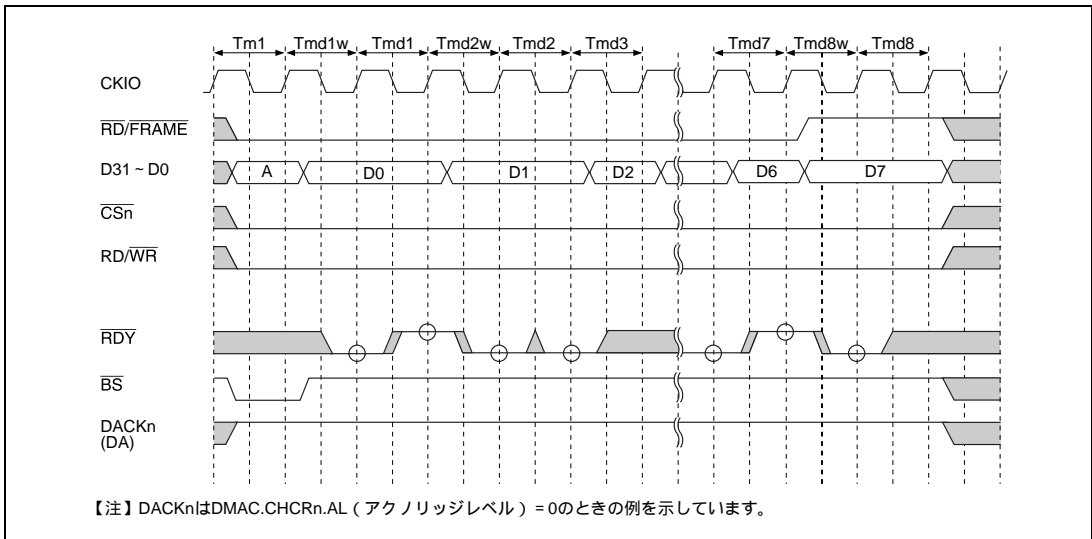 Tm1 Tmd1w Tmd1 Tmd2w Tmd2 Tmd3 Tmd7 Tmd8w Tmd8
CKIO
RD/FRAME
D31 ~ D0 A D0 D1 D2 D6 D7
CSn
RD/WR
RDY
BS
DACKn
(DA)
【注】DACKnはDMAC.CHCRn.AL(アクノリッジレベル)= 0のときの例を示しています。